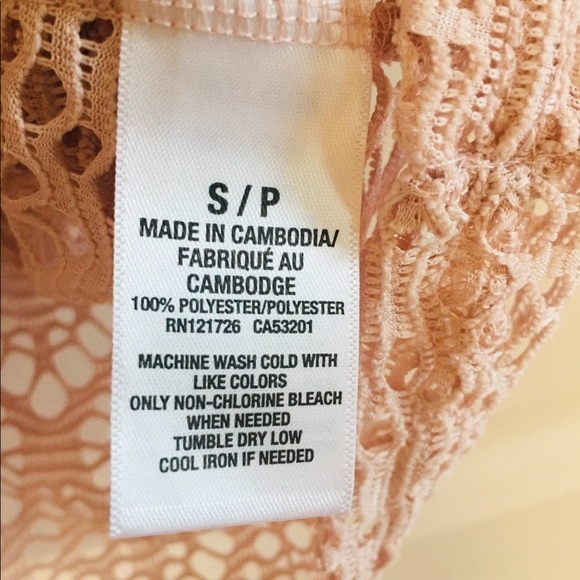 S / P
MADE IN CAMBODIA/
FABRIQUÉ AU
CAMBODGE
100% POLYESTER/POLYESTER
RN121726 CA53201
MACHINE WASH COLD WITH
LIKE COLORS
ONLY NON-CHLORINE BLEACH
WHEN NEEDED
TUMBLE DRY LOW
COOL IRON IF NEEDED